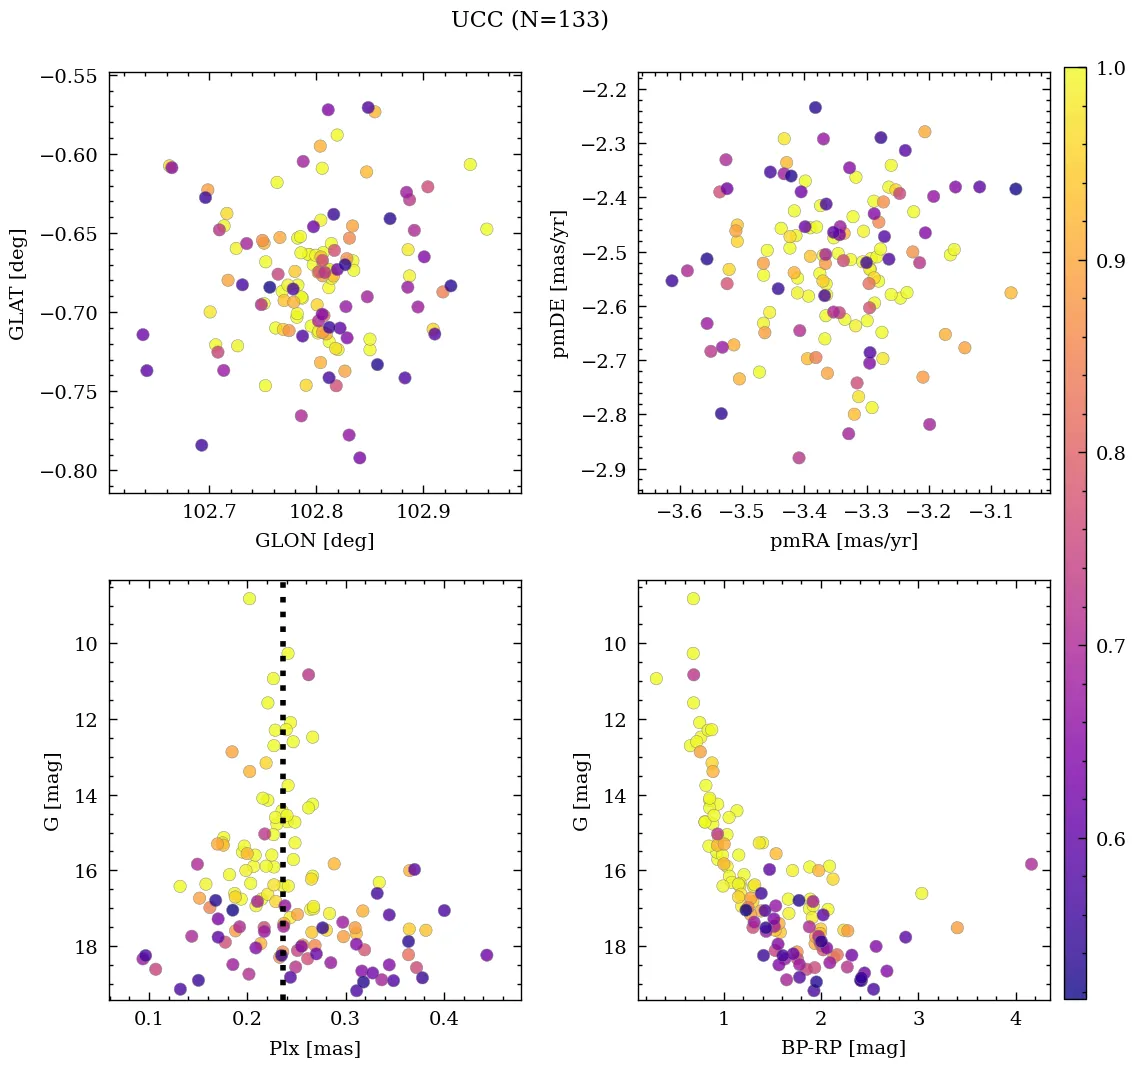 UCC (N=133)
−0.55
−0.60
−0.65
−0.70
−0.75
−0.80
GLAT [deg]
102.7 102.8 102.9
GLON [deg]
−2.2
−2.3
−2.4
−2.5
−2.6
−2.7
−2.8
−2.9
pmDE [mas/yr]
−3.6 −3.5 −3.4 −3.3 −3.2 −3.1
pmRA [mas/yr]
10
12
14
16
18
G [mag]
0.1 0.2 0.3 0.4
Plx [mas]
10
12
14
16
18
G [mag]
1 2 3 4
BP-RP [mag]
1.0
0.9
0.8
0.7
0.6